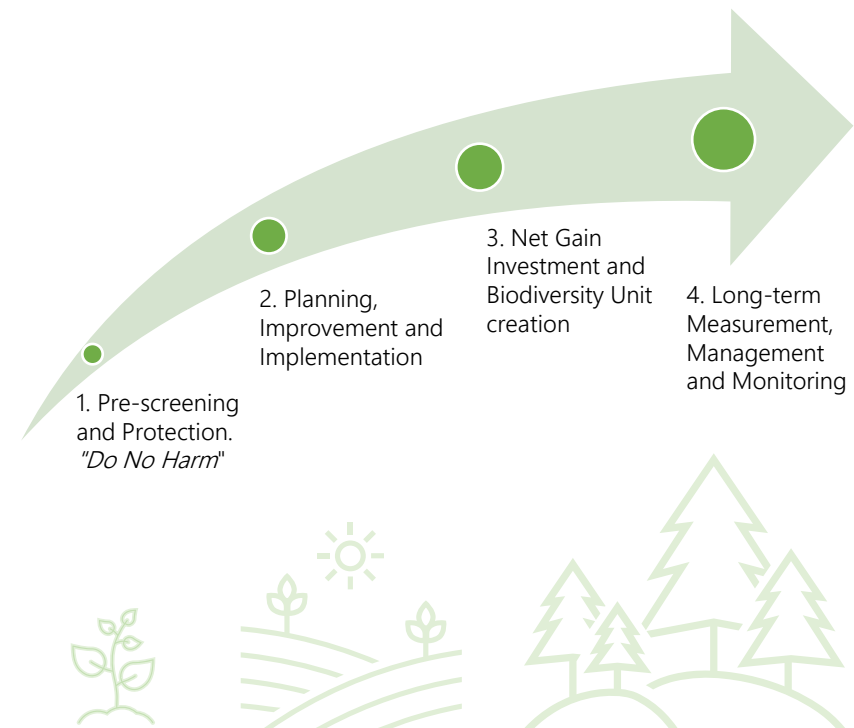 1. Pre-screening
and Protection.
"Do No Harm"
2. Planning,
Improvement and
Implementation
3. Net Gain
Investment and
Biodiversity Unit
creation
4. Long-term
Measurement,
Management
and Monitoring